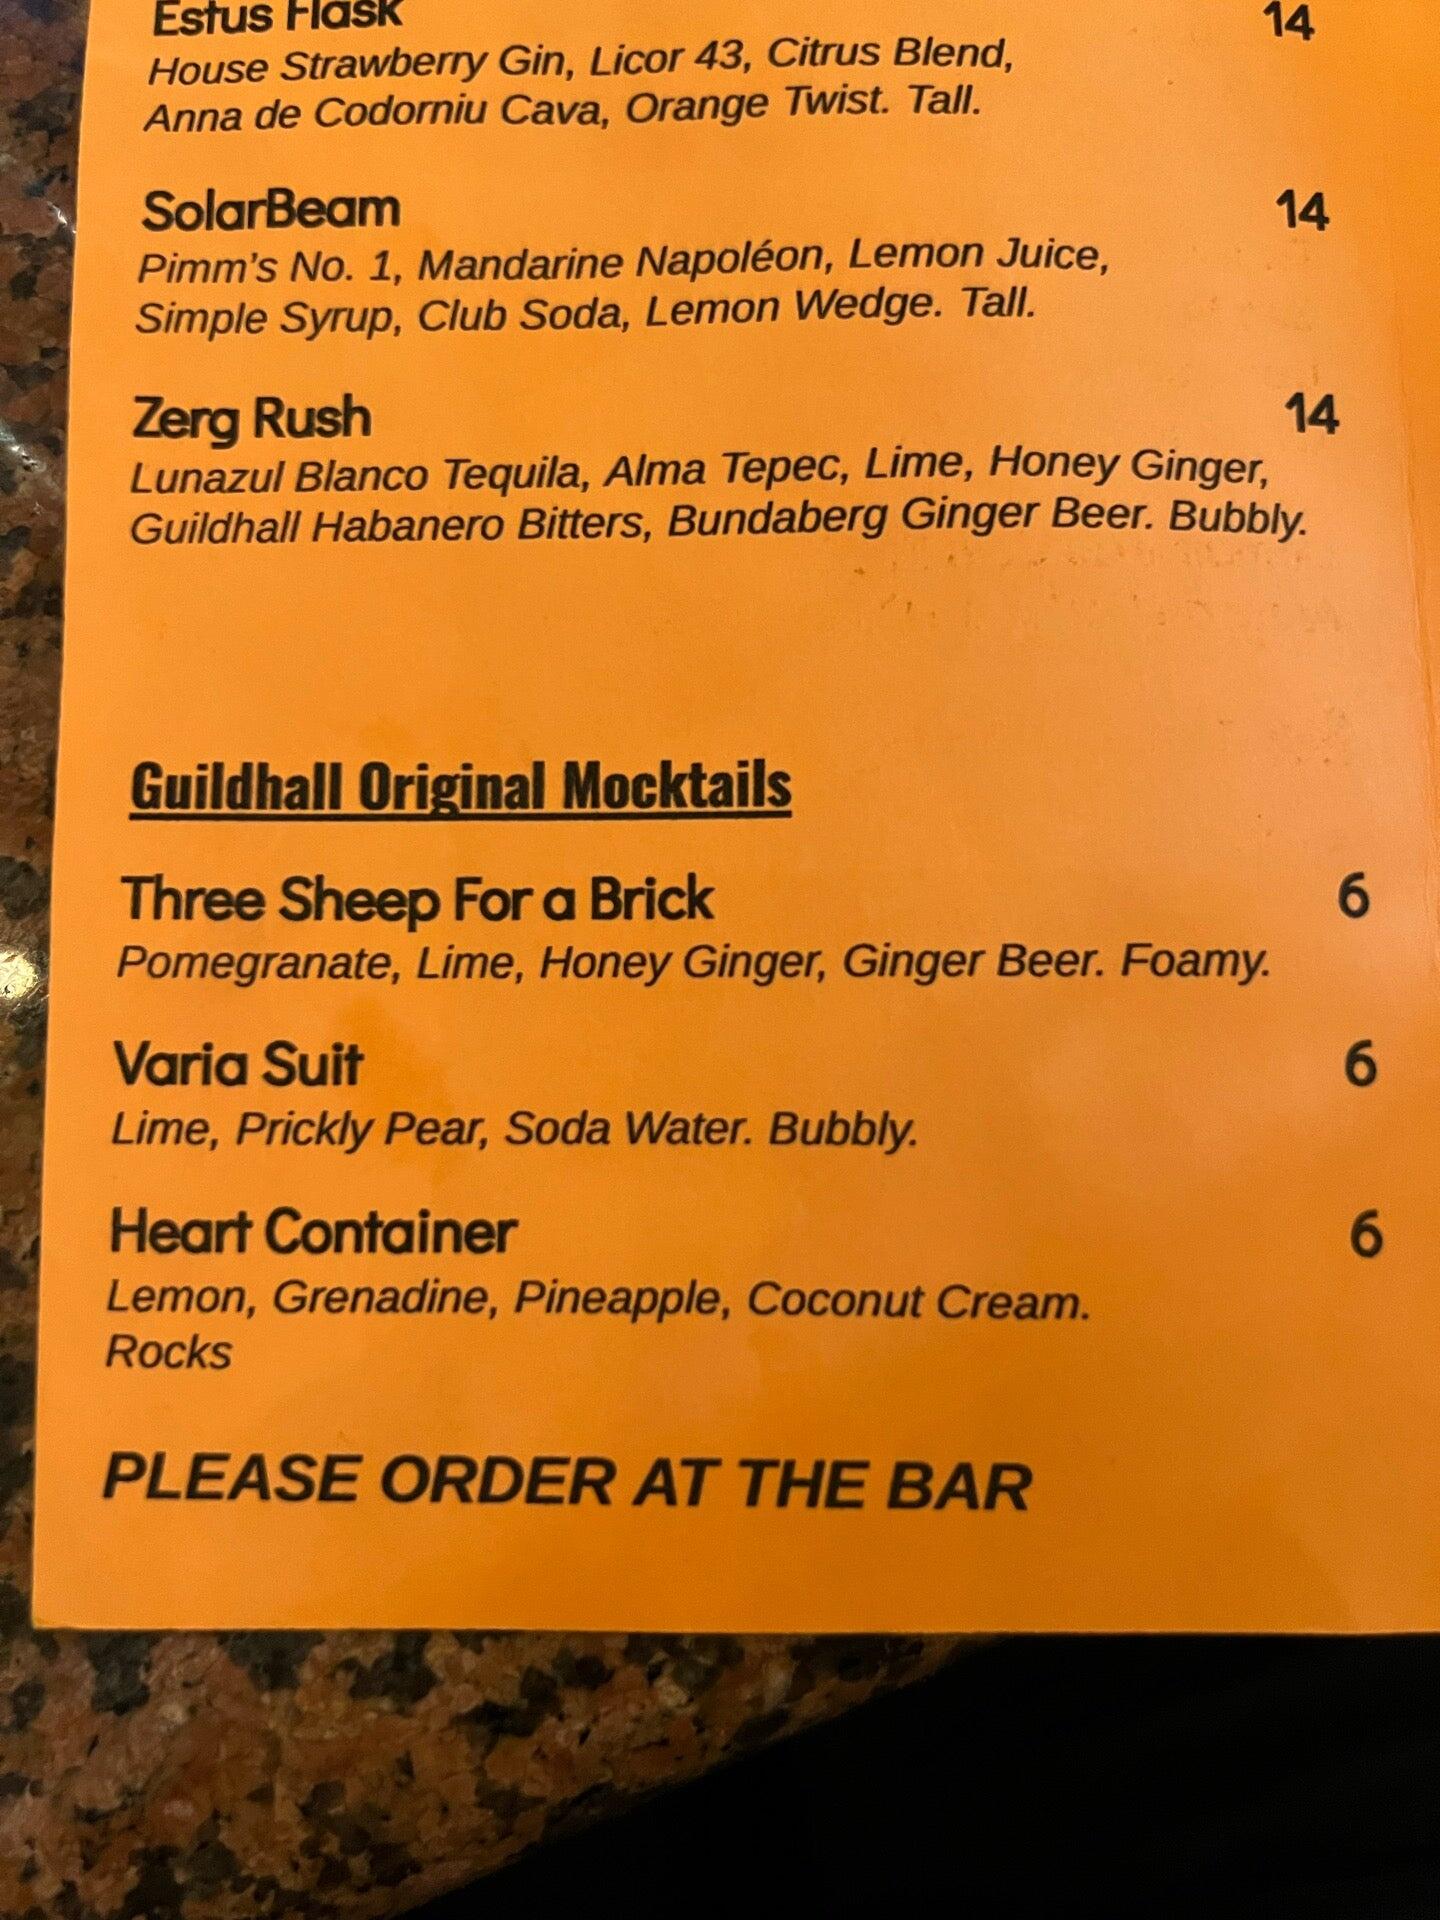 Estus Flask 14
House Strawberry Gin, Licor 43, Citrus Blend,
Anna de Codorniu Cava, Orange Twist. Tall.
SolarBeam 14
Pimm's No. 1, Mandarine Napoléon, Lemon Juice,
Simple Syrup, Club Soda, Lemon Wedge. Tall.
Zerg Rush 14
Lunazul Blanco Tequila, Alma Tepec, Lime, Honey Ginger,
Guildhall Habanero Bitters, Bundaberg Ginger Beer. Bubbly.
Guildhall Original Mocktails
Three Sheep For a Brick 6
Pomegranate, Lime, Honey Ginger, Ginger Beer. Foamy.
Varia Suit 6
Lime, Prickly Pear, Soda Water. Bubbly.
Heart Container 6
Lemon, Grenadine, Pineapple, Coconut Cream.
Rocks
PLEASE ORDER AT THE BAR